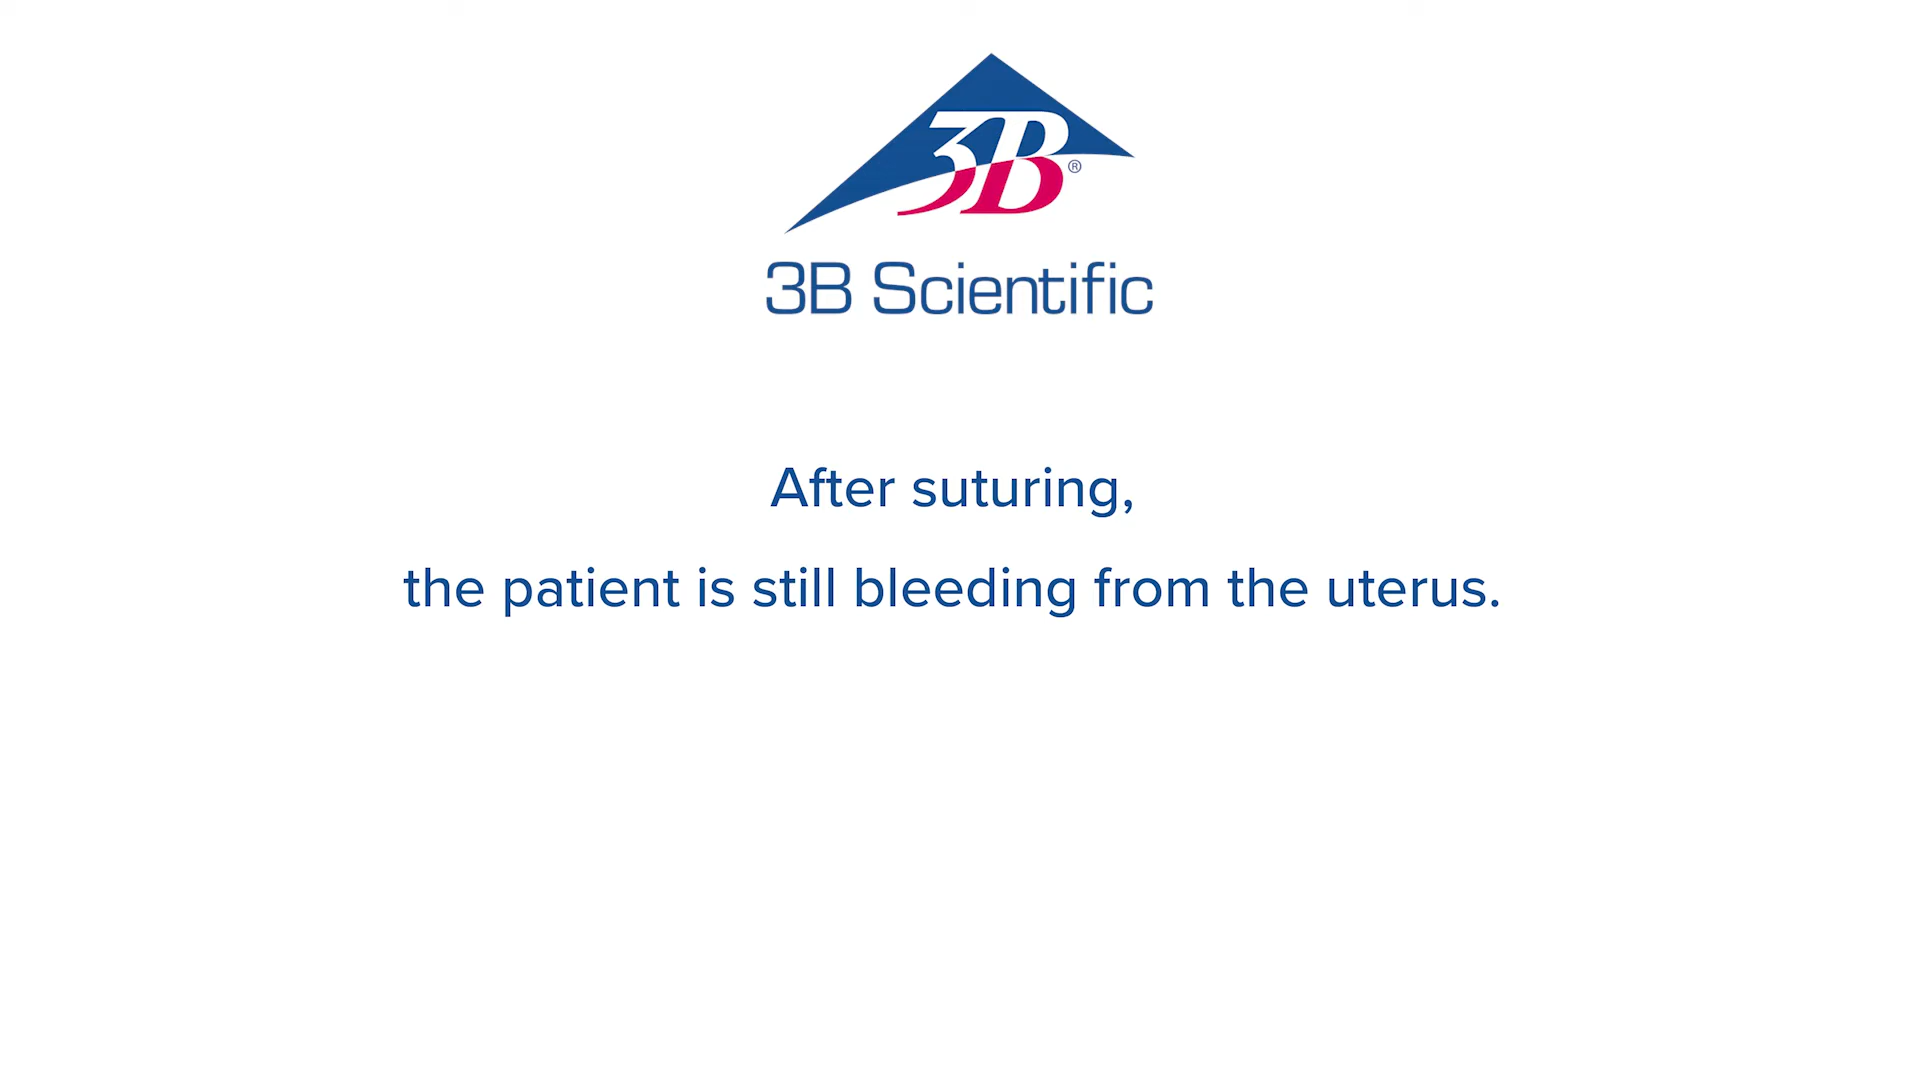 3B®
3B Scientific
After suturing,
the patient is still bleeding from the uterus.